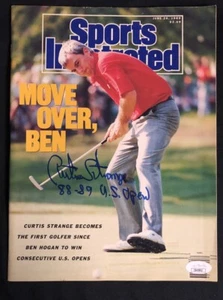 Sports
Illustrated
MOVE
OVER,
BEN
Curtis Strange
88-89 U.S. Open
CURTIS STRANGE BECOMES
THE FIRST GOLFER SINCE
BEN HOGAN TO WIN
CONSECUTIVE U.S. OPENS